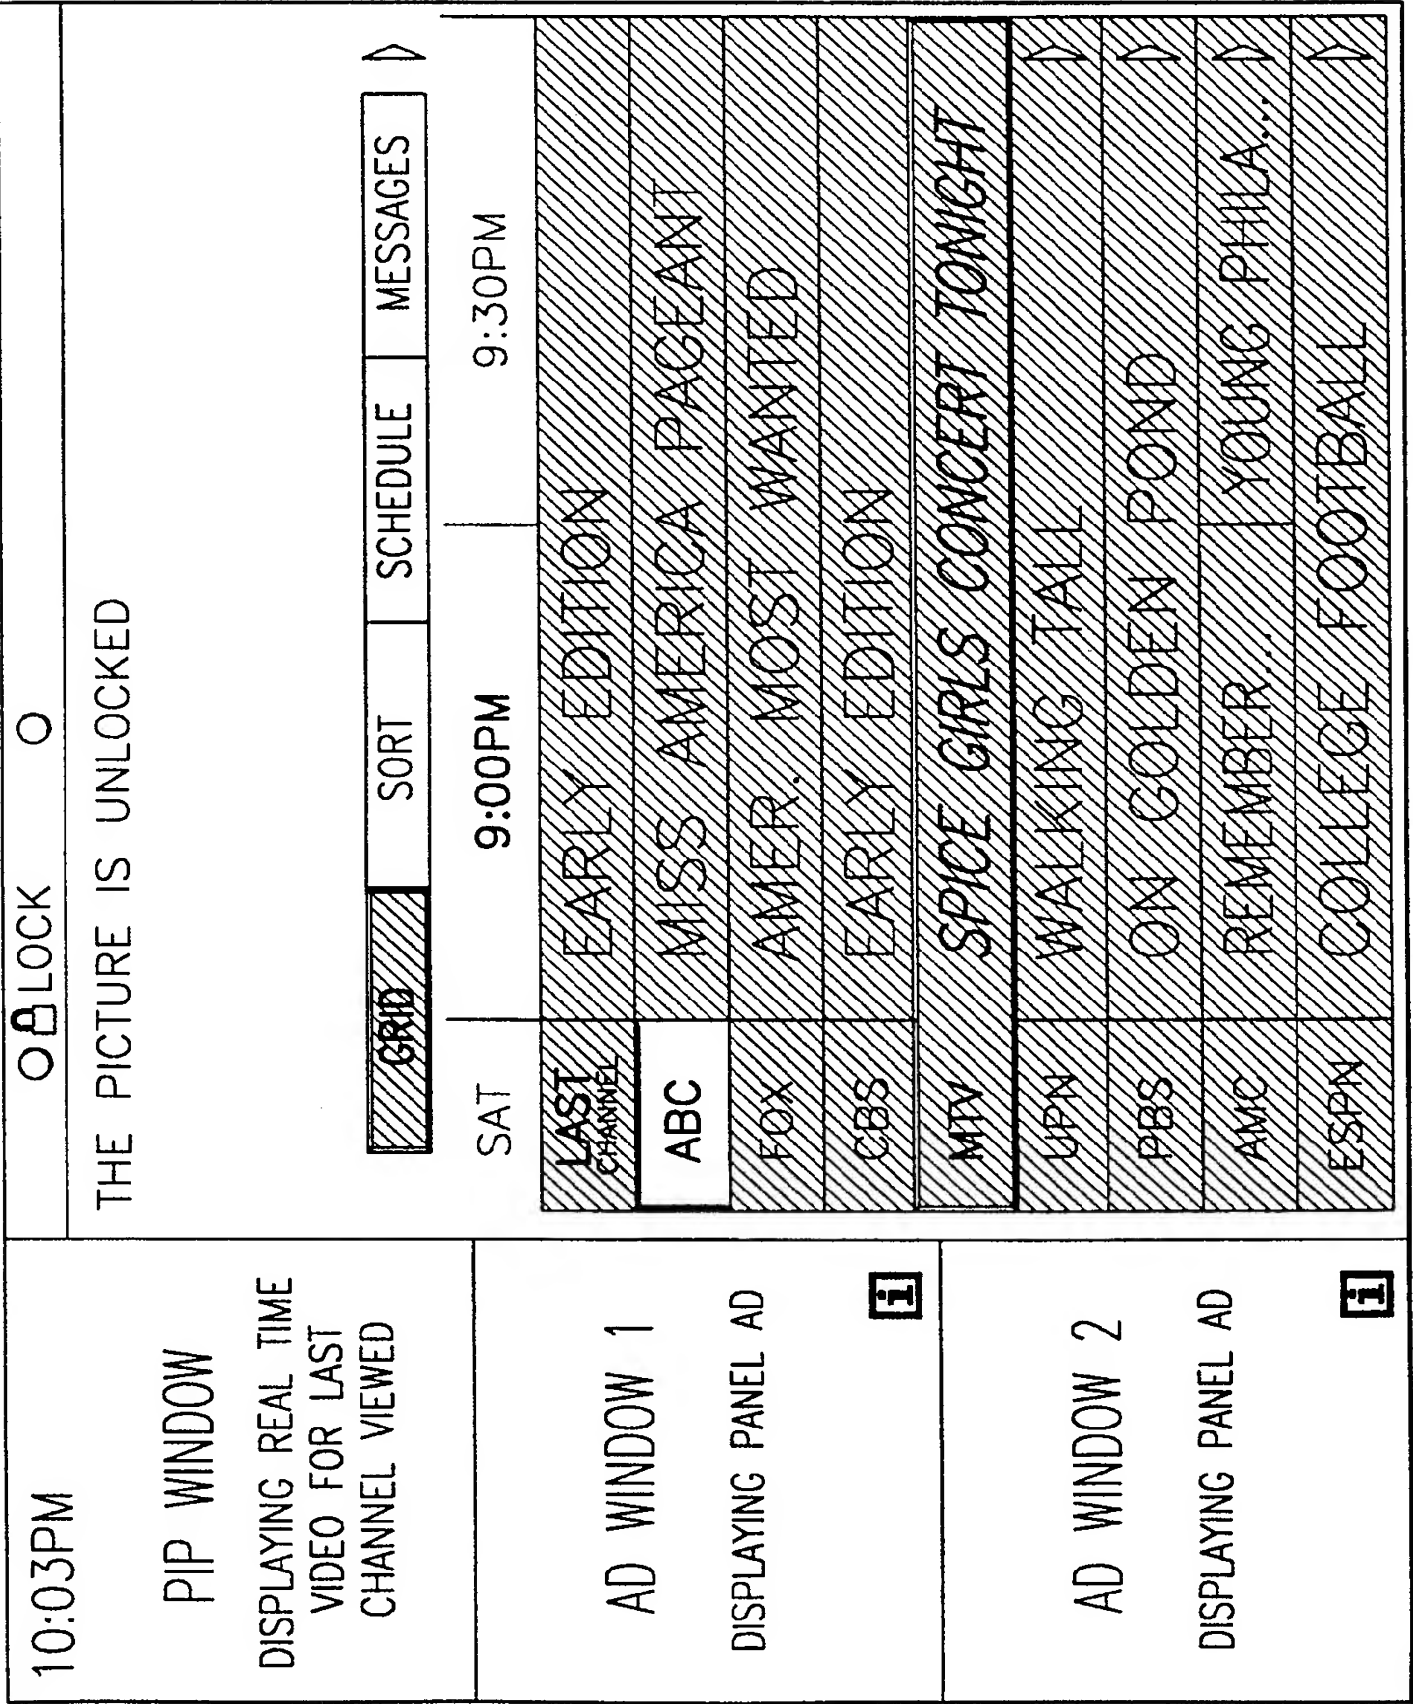 10:03PM
PIP WINDOW
DISPLAYING REAL TIME
VIDEO FOR LAST
CHANNEL VIEWED
AD WINDOW 1
DISPLAYING PANEL AD
i
AD WINDOW 2
DISPLAYING PANEL AD
i
LOCK
THE PICTURE IS UNLOCKED
GRID SORT SCHEDULE MESSAGES
SAT 9:00PM 9:30PM
LAST
CHANNEL
EARLY EDITION
ABC MISS AMERICA PAGEANT
FOX AMER. MOST WANTED
CBS EARLY EDITION
MTV SPICE GIRLS CONCERT TONIGHT
UPN WALKING TALL
PBS ON GOLDEN POND
AMC REMEMBER... YOUNG PHILA...
ESPN COLLEGE FOOTBALL